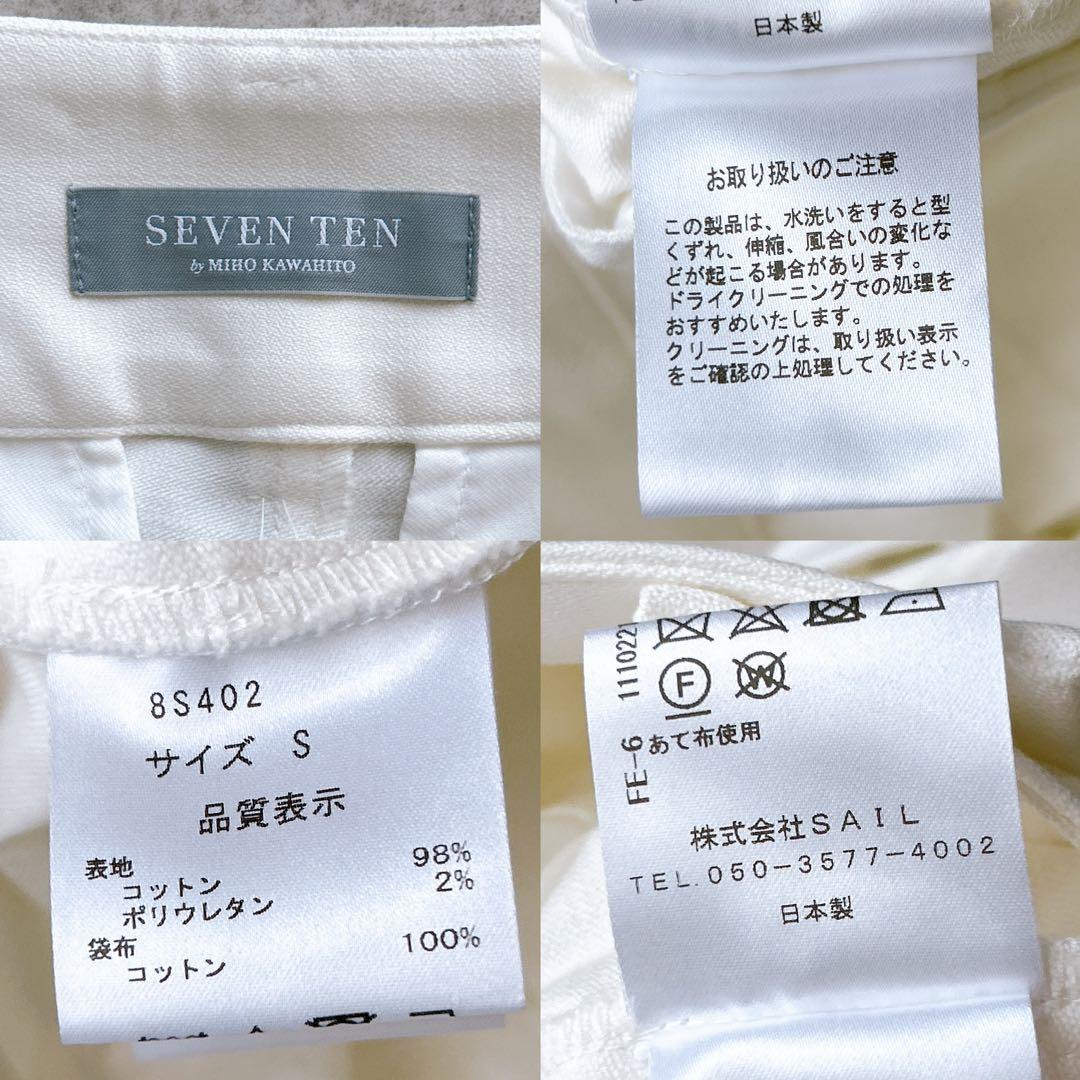 SEVEN TEN
by MIHO KAWAHITO
日本製
お取り扱いのご注意
この製品は、水洗いをすると型
くずれ、伸縮、風合いの変化な
どが起こる場合があります。
ドライクリーニングでの処理を
おすすめいたします。
クリーニングは、取り扱い表示
をご確認の上処理してください。
8S402
サイズ S
品質表示
表地
コットン 98%
ポリウレタン 2%
袋布
コットン 100%
FE-6 1110221
F
W
あて布使用
株式会社SAIL
TEL.050-3577-4002
日本製